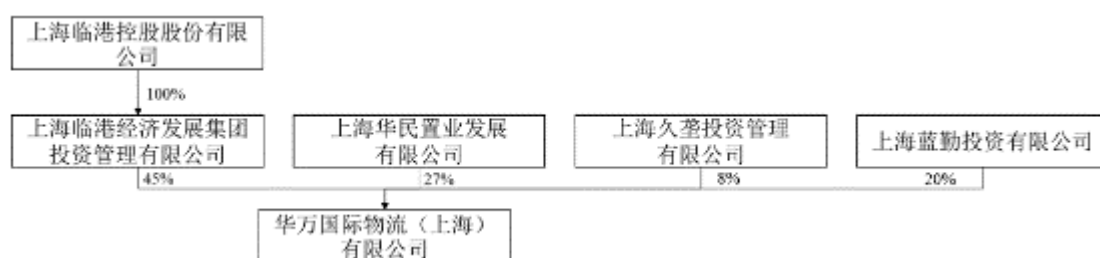 上海临港控股股份有限
公司
100%
上海临港经济发展集团
投资管理有限公司
上海华民置业发展
有限公司
上海久垄投资管理
有限公司
上海蓝勤投资有限公司
45%
27%
8%
20%
华万国际物流（上海）
有限公司